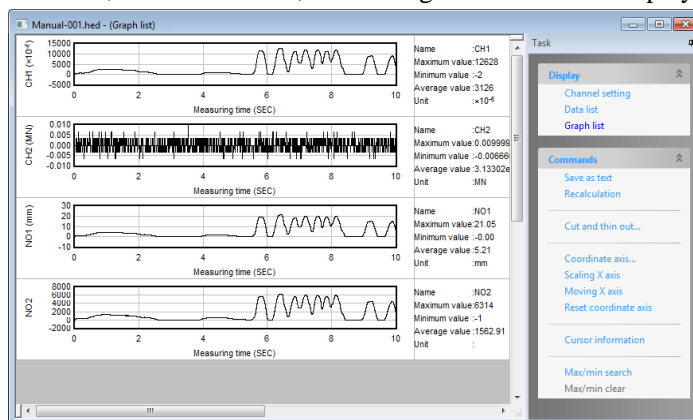 Manual-001.hed - (Graph list)
15000
10000
5000
0
-5000
CH1 (×10⁻⁶)
0 2 4 6 8 10
Measuring time (SEC)
Name :CH1
Maximum value:12628
Minimum value :-2
Average value :3126
Unit :×10⁻⁶
0.010
0.005
0.000
-0.005
-0.010
CH2 (MN)
0 2 4 6 8 10
Measuring time (SEC)
Name :CH2
Maximum value:0.009999
Minimum value :-0.00666
Average value :3.13302e
Unit :MN
30
20
10
0
-10
NO1 (mm)
0 2 4 6 8 10
Measuring time (SEC)
Name :NO1
Maximum value:21.05
Minimum value :-0.00
Average value :5.21
Unit :mm
8000
6000
4000
2000
0
-2000
NO2
0 2 4 6 8 10
Measuring time (SEC)
Name :NO2
Maximum value:6314
Minimum value :-1
Average value :1562.91
Unit :
Task
Display
Channel setting
Data list
Graph list
Commands
Save as text
Recalculation
Cut and thin out...
Coordinate axis...
Scaling X axis
Moving X axis
Reset coordinate axis
Cursor information
Max/min search
Max/min clear